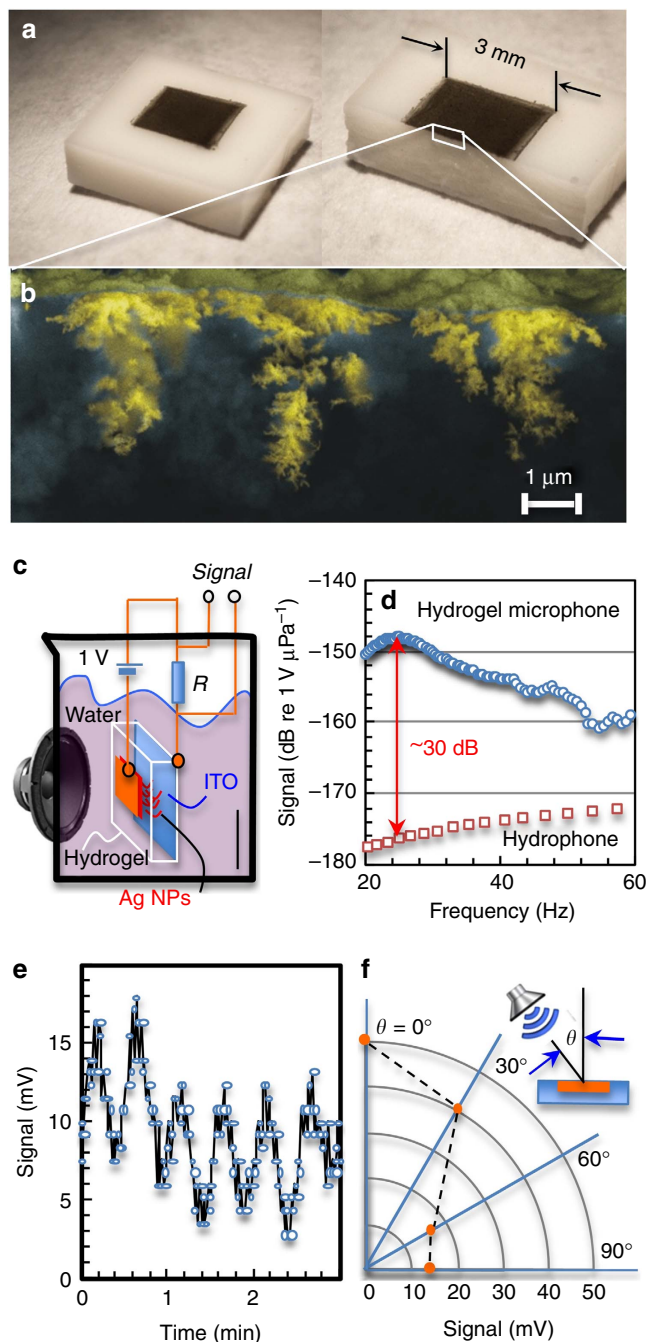 a
3 mm
b
1 μm
c
Signal
1 V
R
Water
ITO
Hydrogel
Ag NPs
d
Signal (dB re 1 V μPa⁻¹)
−140
−150
−160
−170
−180
Hydrogel microphone
~30 dB
Hydrophone
20 40 60
Frequency (Hz)
e
Signal (mV)
15
10
5
0
0 1 2
Time (min)
f
θ = 0°
θ
30°
60°
90°
0 10 20 30 40 50
Signal (mV)